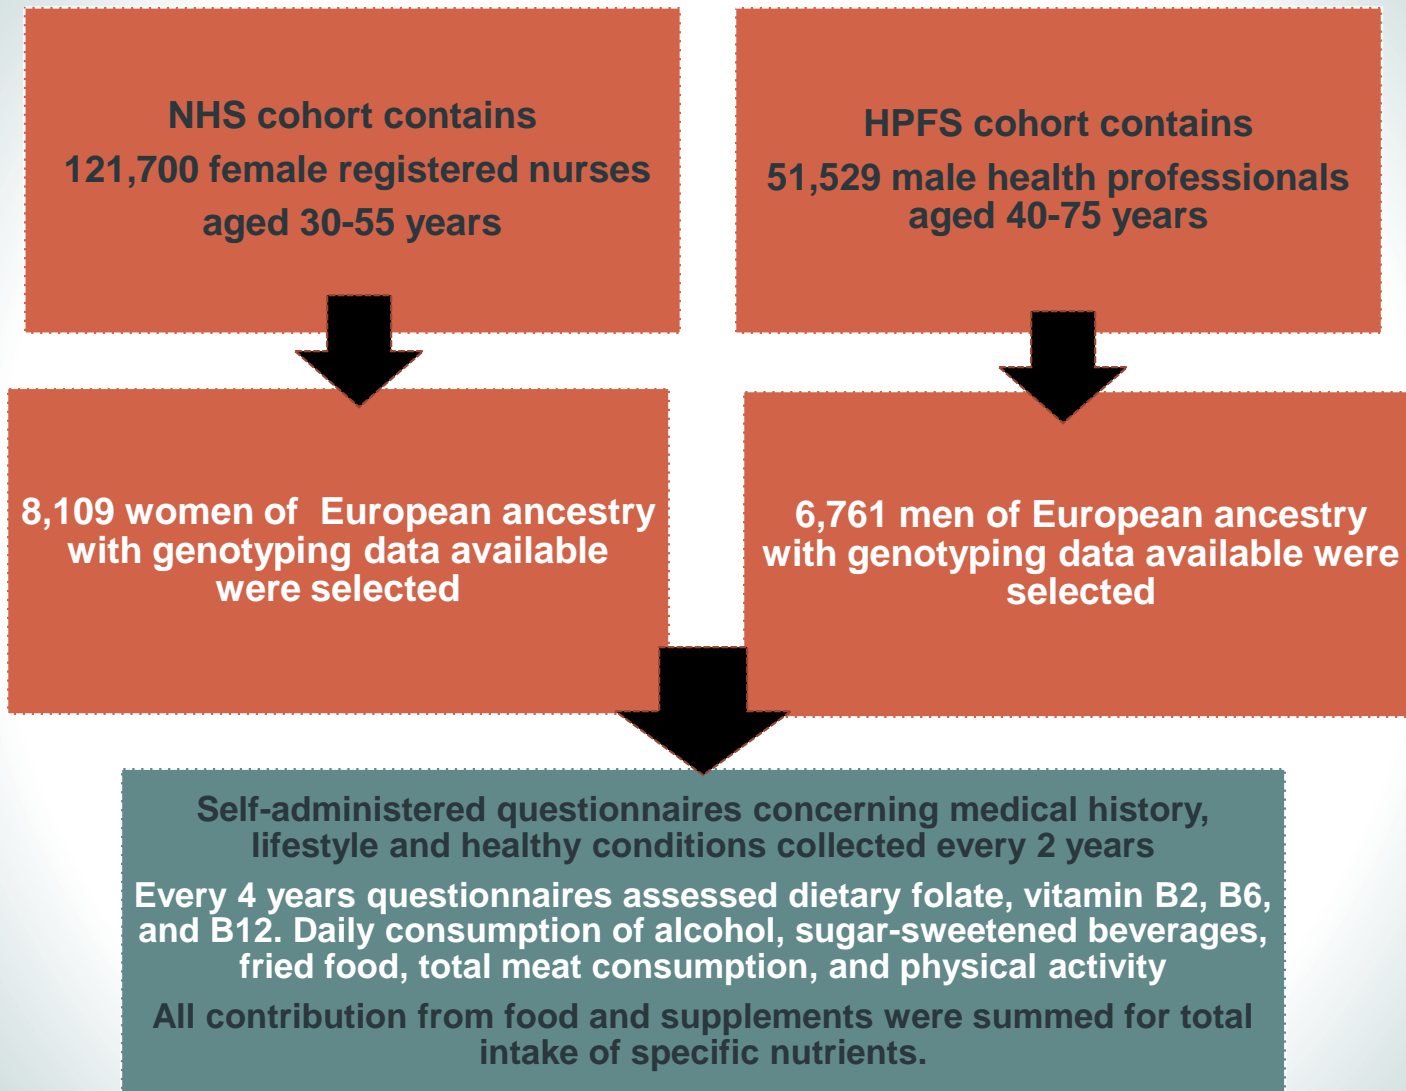 NHS cohort contains
121,700 female registered nurses
aged 30-55 years
HPFS cohort contains
51,529 male health professionals
aged 40-75 years
8,109 women of European ancestry
with genotyping data available
were selected
6,761 men of European ancestry
with genotyping data available were
selected
Self-administered questionnaires concerning medical history,
lifestyle and healthy conditions collected every 2 years
Every 4 years questionnaires assessed dietary folate, vitamin B2, B6,
and B12. Daily consumption of alcohol, sugar-sweetened beverages,
fried food, total meat consumption, and physical activity
All contribution from food and supplements were summed for total
intake of specific nutrients.